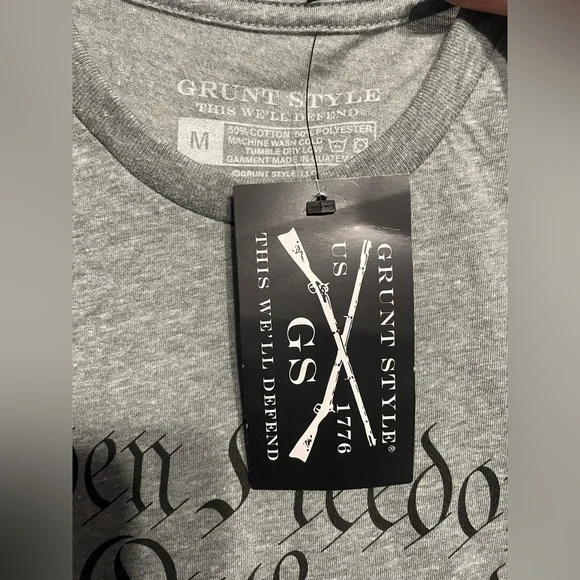 GRUNT STYLE
THIS WE'LL DEFEND
M
50% COTTON 50% POLYESTER
MACHINE WASH COLD
TUMBLE DRY LOW
GARMENT MADE IN
©GRUNT STYLE, LLC
GRUNT STYLE®
US 1776
GS
THIS WE'LL DEFEND